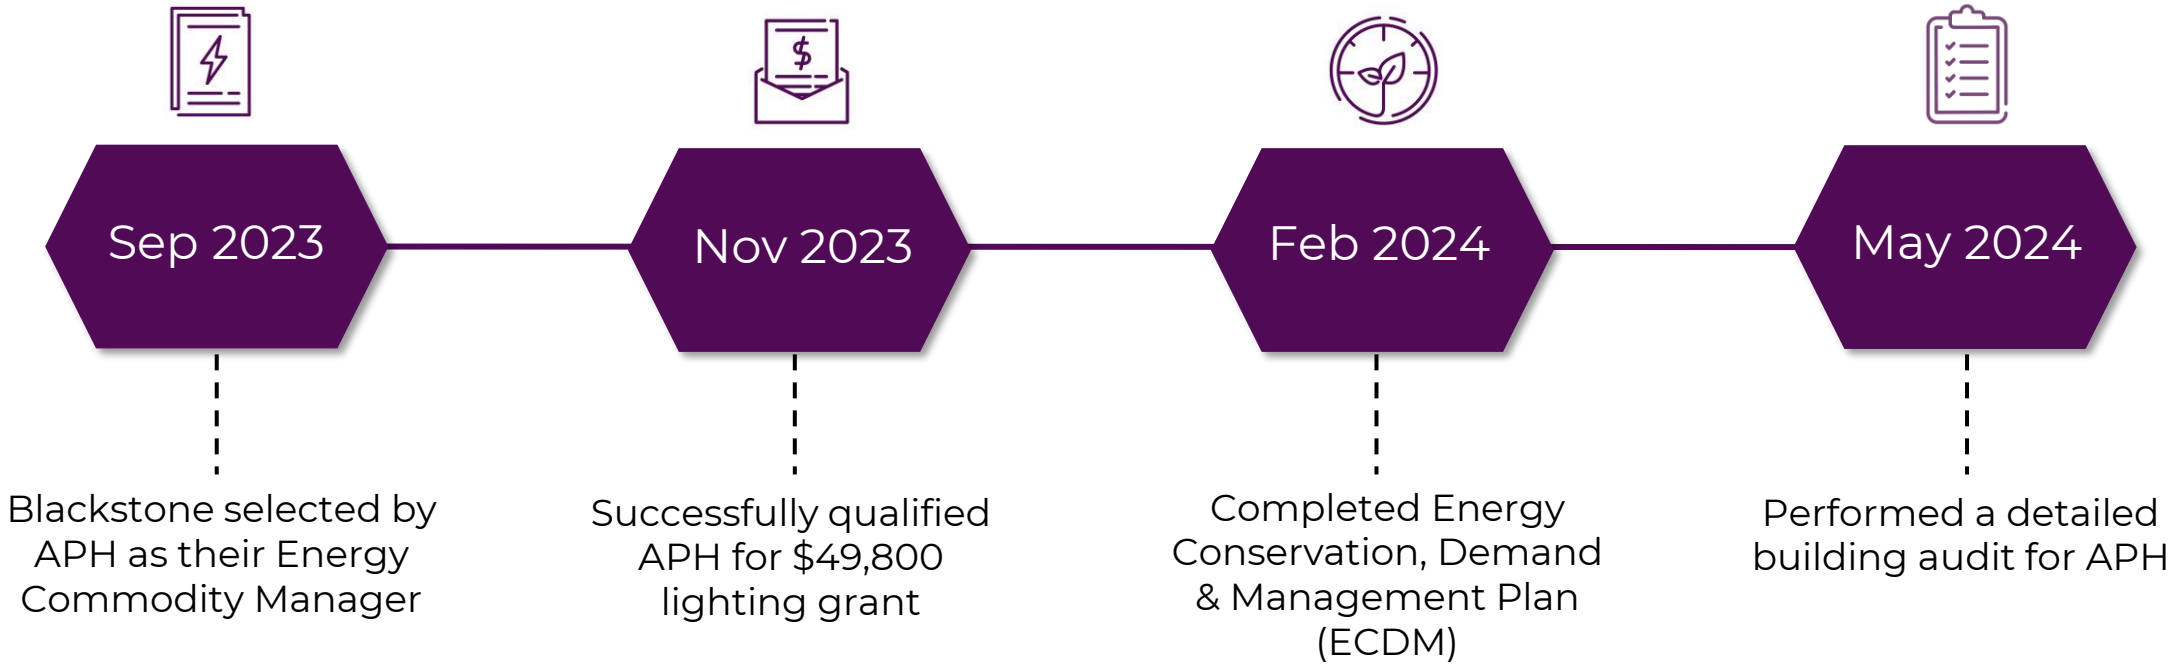 $
Sep 2023
Nov 2023
Feb 2024
May 2024
Blackstone selected by
APH as their Energy
Commodity Manager
Successfully qualified
APH for $49,800
lighting grant
Completed Energy
Conservation, Demand
& Management Plan
(ECDM)
Performed a detailed
building audit for APH